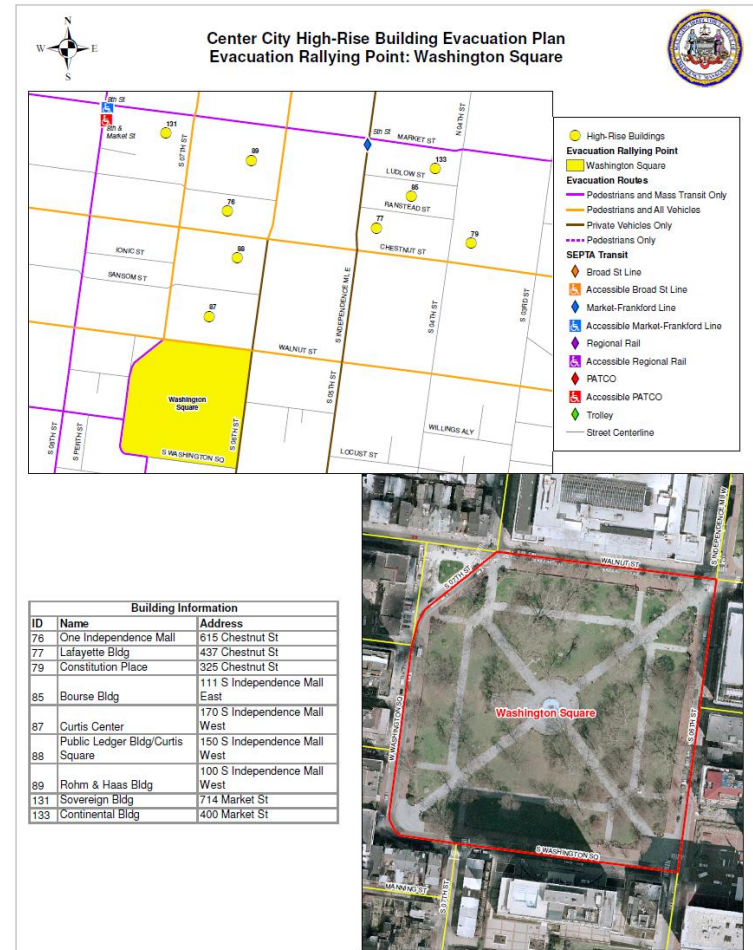 N
W E
S
Center City High-Rise Building Evacuation Plan
Evacuation Rallying Point: Washington Square
8th St
8th &
Market St
131
S 07TH ST
89
5th St
MARKET ST
N 04TH ST
133
LUDLOW ST
85
RANSTEAD ST
76
77
79
CHESTNUT ST
IONIC ST
88
SANSOM ST
87
S INDEPENDENCE ML E
S 04TH ST
S 03RD ST
WALNUT ST
Washington
Square
S 05TH ST
S 08TH ST
S PERTH ST
S 06TH ST
WILLINGS ALY
S WASHINGTON SQ
LOCUST ST
High-Rise Buildings
Evacuation Rallying Point
Washington Square
Evacuation Routes
Pedestrians and Mass Transit Only
Pedestrians and All Vehicles
Private Vehicles Only
Pedestrians Only
SEPTA Transit
Broad St Line
Accessible Broad St Line
Market-Frankford Line
Accessible Market-Frankford Line
Regional Rail
Accessible Regional Rail
PATCO
Accessible PATCO
Trolley
Street Centerline
Building Information
ID Name Address
76 One Independence Mall 615 Chestnut St
77 Lafayette Bldg 437 Chestnut St
79 Constitution Place 325 Chestnut St
85 Bourse Bldg 111 S Independence Mall
East
87 Curtis Center 170 S Independence Mall
West
88 Public Ledger Bldg/Curtis
Square 150 S Independence Mall
West
89 Rohm & Haas Bldg 100 S Independence Mall
West
131 Sovereign Bldg 714 Market St
133 Continental Bldg 400 Market St
WALNUT ST
S INDEPENDENCE ML W
S 07TH ST
W WASHINGTON SQ
Washington Square
S 06TH ST
S WASHINGTON SQ
MANNING ST
S 07TH ST